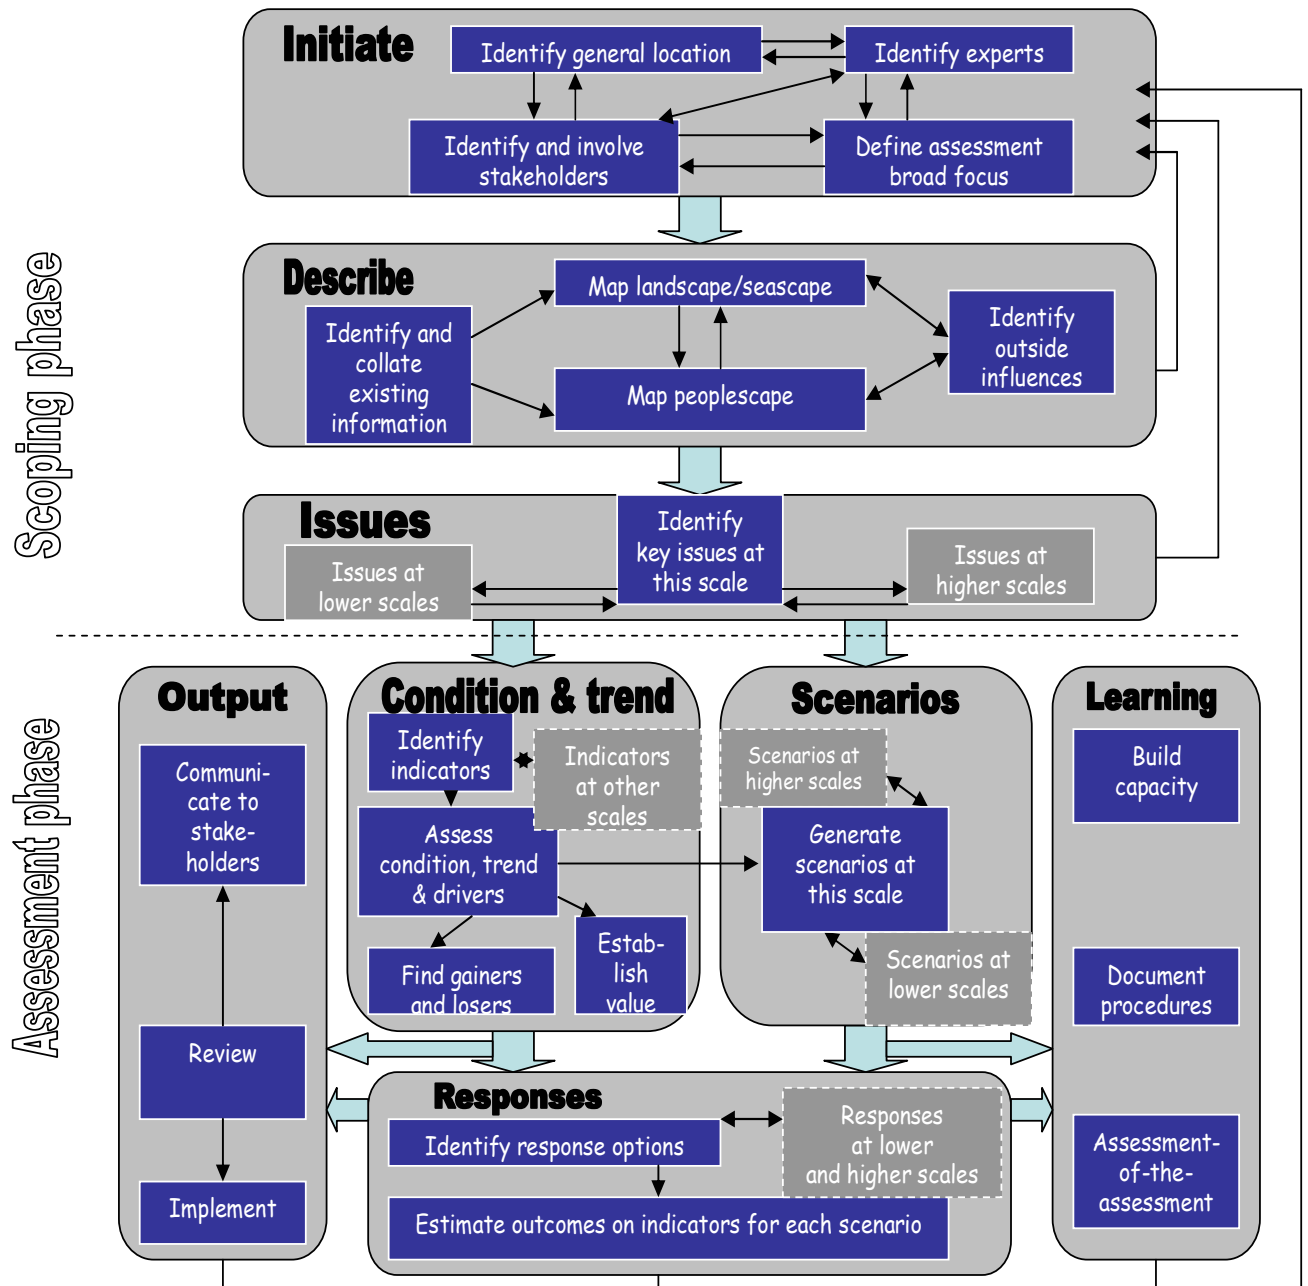 Scoping phase
Initiate
Identify general location
Identify experts
Identify and involve
stakeholders
Define assessment
broad focus
Describe
Map landscape/seascape
Identify and
collate
existing
information
Identify
outside
influences
Map peoplescape
Issues
Identify
key issues at
this scale
Issues at
lower scales
Issues at
higher scales
Assessment phase
Output
Communi-
cate to
stake-
holders
Review
Implement
Condition & trend
Identify
indicators
Indicators
at other
scales
Assess
condition, trend
& drivers
Find gainers
and losers
Estab-
lish
value
Scenarios
Scenarios at
higher scales
Generate
scenarios at
this scale
Scenarios at
lower scales
Learning
Build
capacity
Document
procedures
Assessment-
of-the-
assessment
Responses
Identify response options
Responses
at lower
and higher scales
Estimate outcomes on indicators for each scenario